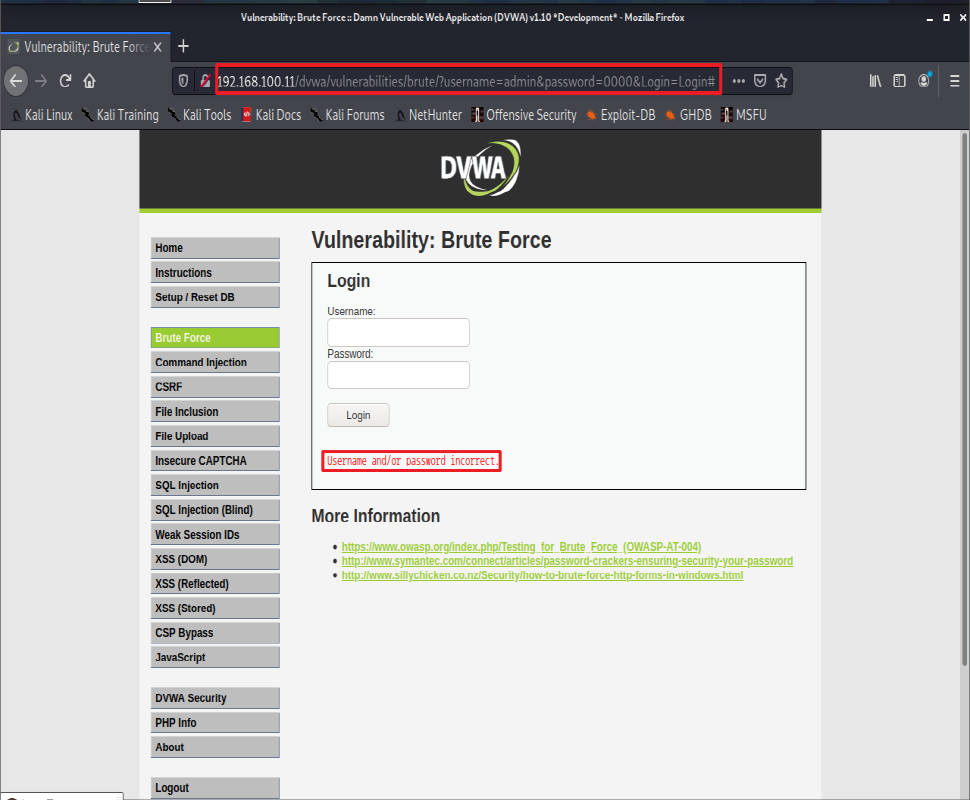 Vulnerability: Brute Force :: Damn Vulnerable Web Application (DVWA) v1.10 *Development* - Mozilla Firefox
Vulnerability: Brute Force
192.168.100.11/dvwa/vulnerabilities/brute/?username=admin&password=0000&Login=Login#
Kali Linux Kali Training Kali Tools Kali Docs Kali Forums NetHunter Offensive Security Exploit-DB GHDB MSFU
DVWA
Home
Instructions
Setup / Reset DB
Brute Force
Command Injection
CSRF
File Inclusion
File Upload
Insecure CAPTCHA
SQL Injection
SQL Injection (Blind)
Weak Session IDs
XSS (DOM)
XSS (Reflected)
XSS (Stored)
CSP Bypass
JavaScript
DVWA Security
PHP Info
About
Logout
Vulnerability: Brute Force
Login
Username:
Password:
Login
Username and/or password incorrect.
More Information
https://www.owasp.org/index.php/Testing_for_Brute_Force_(OWASP-AT-004)
http://www.symantec.com/connect/articles/password-crackers-ensuring-security-your-password
http://www.sillychicken.co.nz/Security/how-to-brute-force-http-forms-in-windows.html